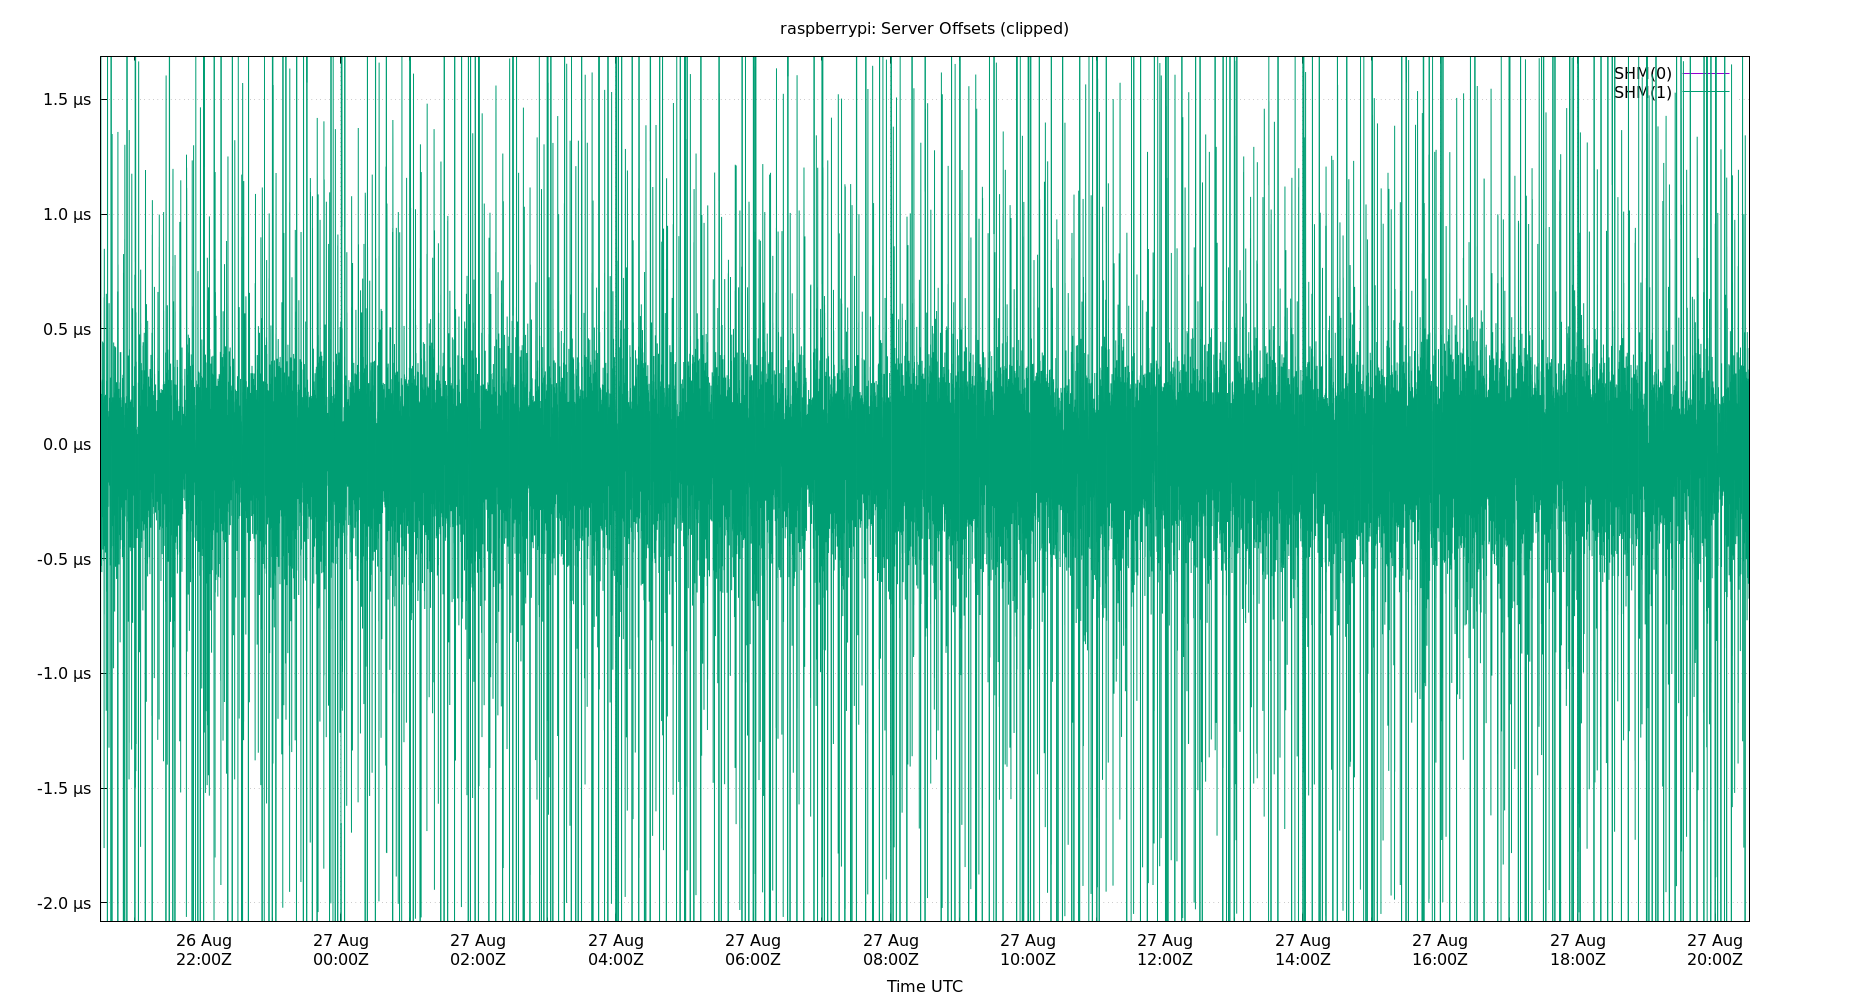 raspberrypi: Server Offsets (clipped)
SHM(0)
SHM(1)
1.5 µs
1.0 µs
0.5 µs
0.0 µs
-0.5 µs
-1.0 µs
-1.5 µs
-2.0 µs
26 Aug 27 Aug 27 Aug 27 Aug 27 Aug 27 Aug 27 Aug 27 Aug 27 Aug 27 Aug 27 Aug 27 Aug
22:00Z 00:00Z 02:00Z 04:00Z 06:00Z 08:00Z 10:00Z 12:00Z 14:00Z 16:00Z 18:00Z 20:00Z
Time UTC